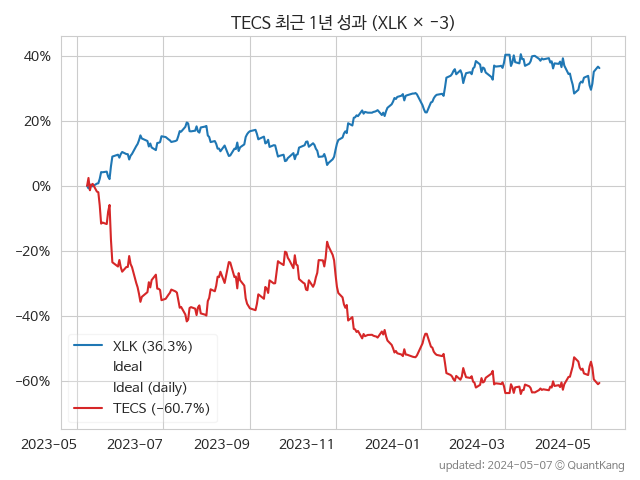 TECS 최근 1년 성과 (XLK × −3)
40%
20%
0%
−20%
−40%
−60%
XLK (36.3%)
Ideal
Ideal (daily)
TECS (−60.7%)
2023-05
2023-07
2023-09
2023-11
2024-01
2024-03
2024-05
updated: 2024-05-07 © QuantKang